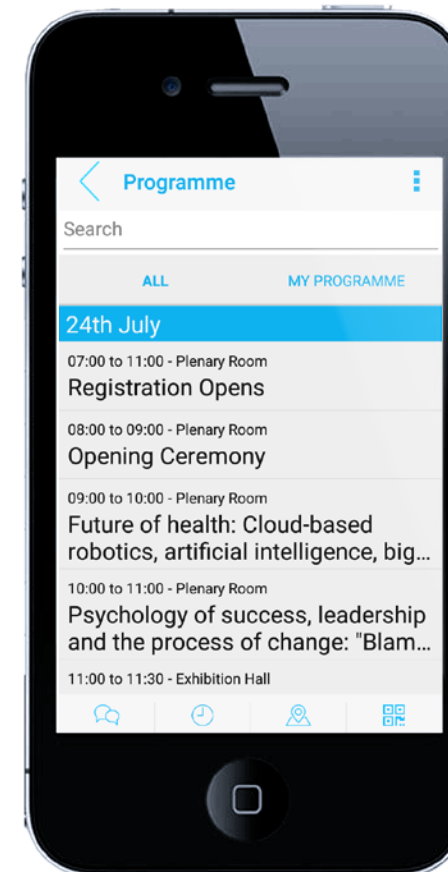 Programme
Search
ALL
MY PROGRAMME
24th July
07:00 to 11:00 - Plenary Room
Registration Opens
08:00 to 09:00 - Plenary Room
Opening Ceremony
09:00 to 10:00 - Plenary Room
Future of health: Cloud-based
robotics, artificial intelligence, big...
10:00 to 11:00 - Plenary Room
Psychology of success, leadership
and the process of change: "Blam...
11:00 to 11:30 - Exhibition Hall